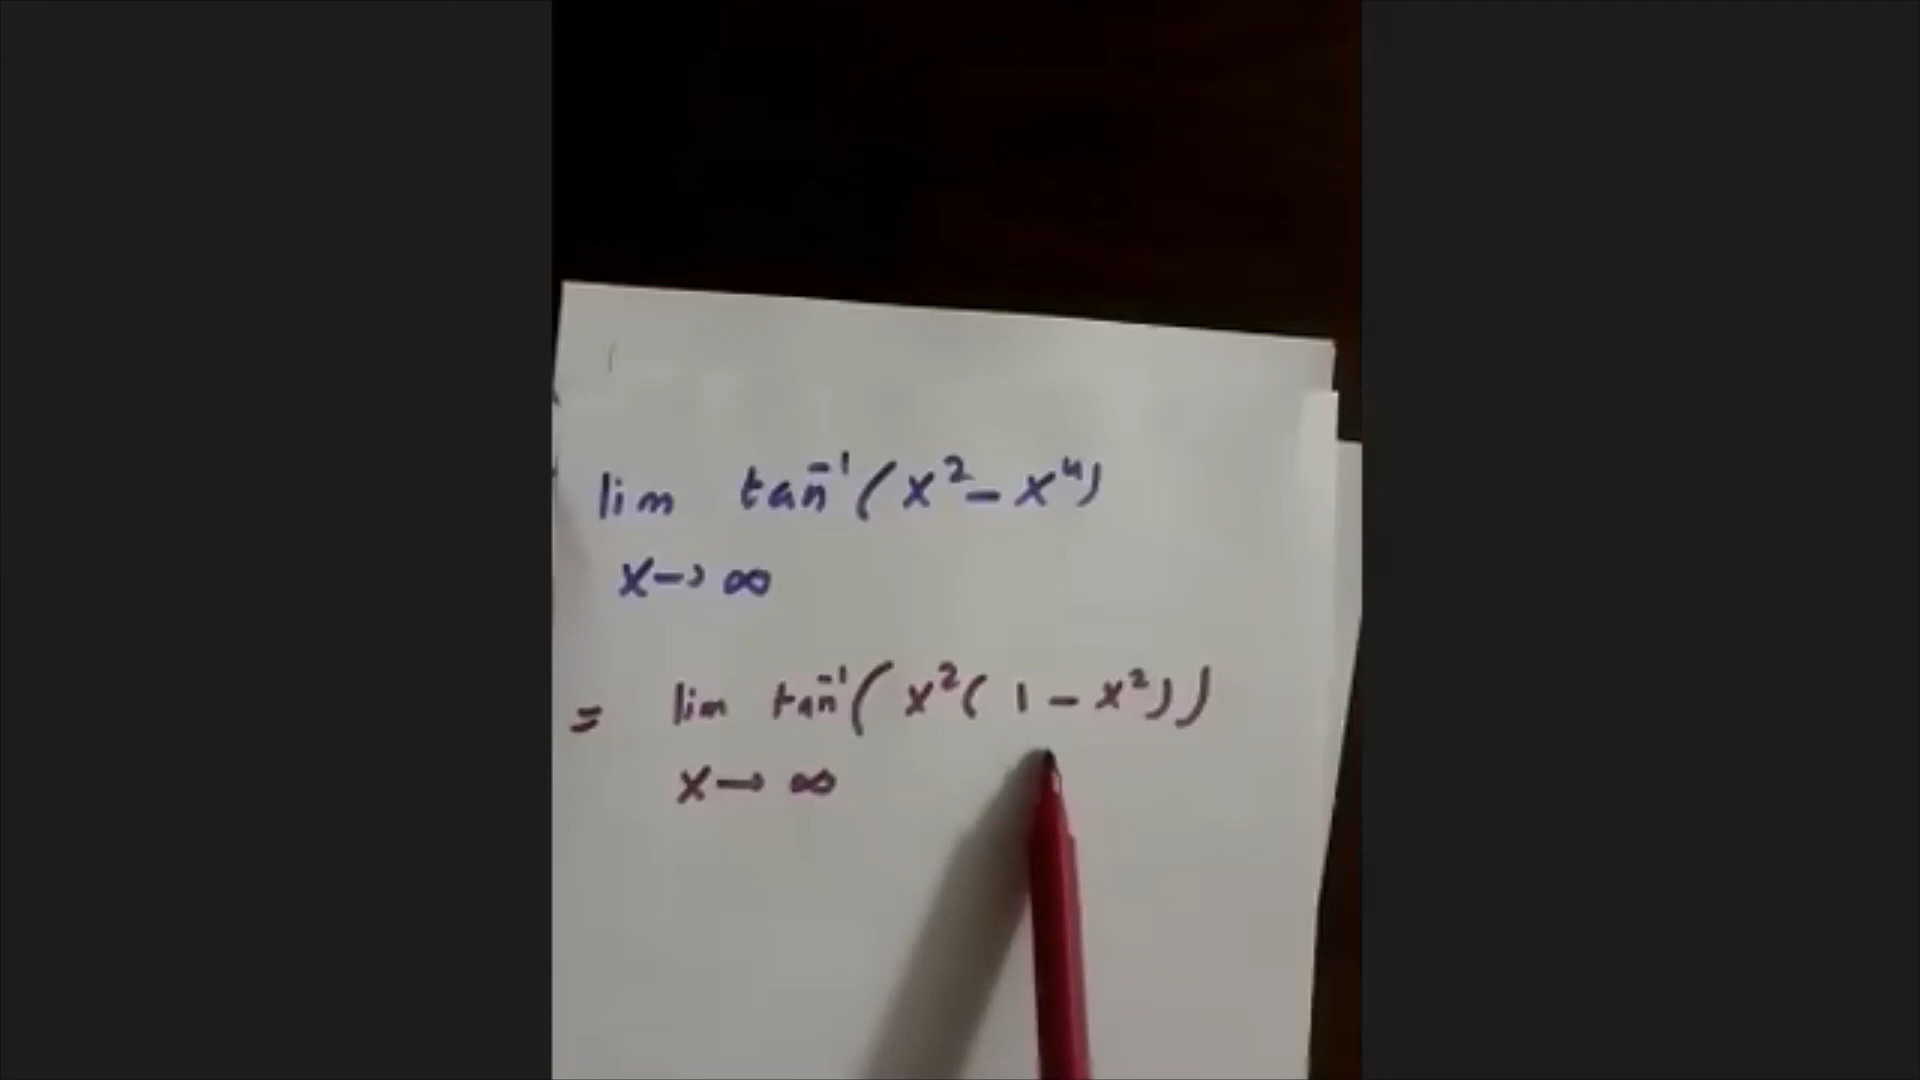 lim tan⁻¹(x² – x⁴)
x→∞
= lim tan⁻¹(x²(1 – x²))
x→∞